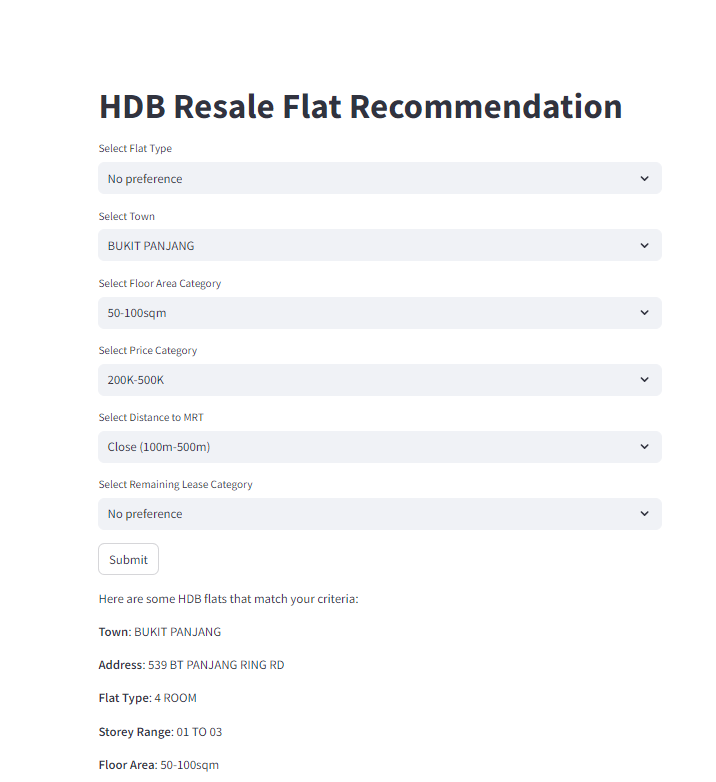 HDB Resale Flat Recommendation
Select Flat Type
No preference
Select Town
BUKIT PANJANG
Select Floor Area Category
50-100sqm
Select Price Category
200K-500K
Select Distance to MRT
Close (100m-500m)
Select Remaining Lease Category
No preference
Submit
Here are some HDB flats that match your criteria:
Town: BUKIT PANJANG
Address: 539 BT PANJANG RING RD
Flat Type: 4 ROOM
Storey Range: 01 TO 03
Floor Area: 50-100sqm